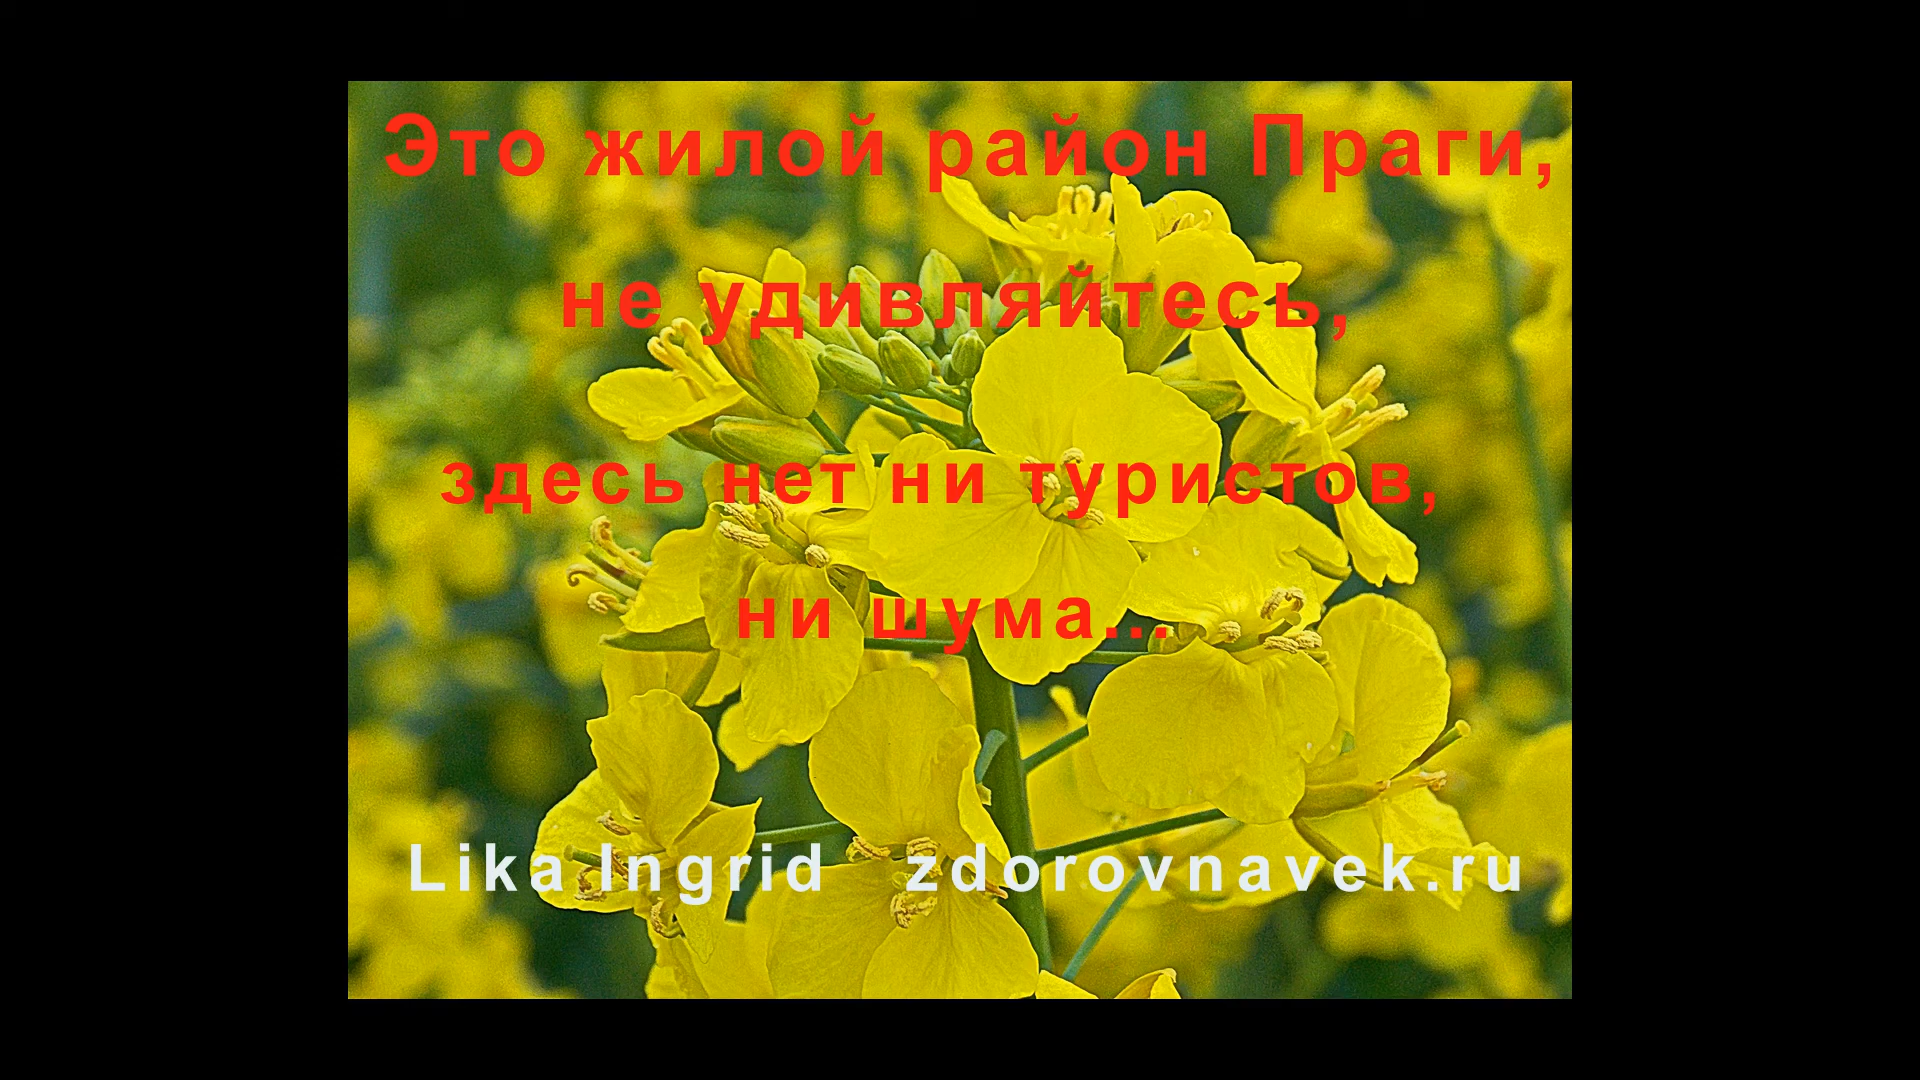 Это жилой район Праги,
не удивляйтесь,
здесь нет ни туристов,
ни шума...
Lika Ingrid zdorovnavek.ru